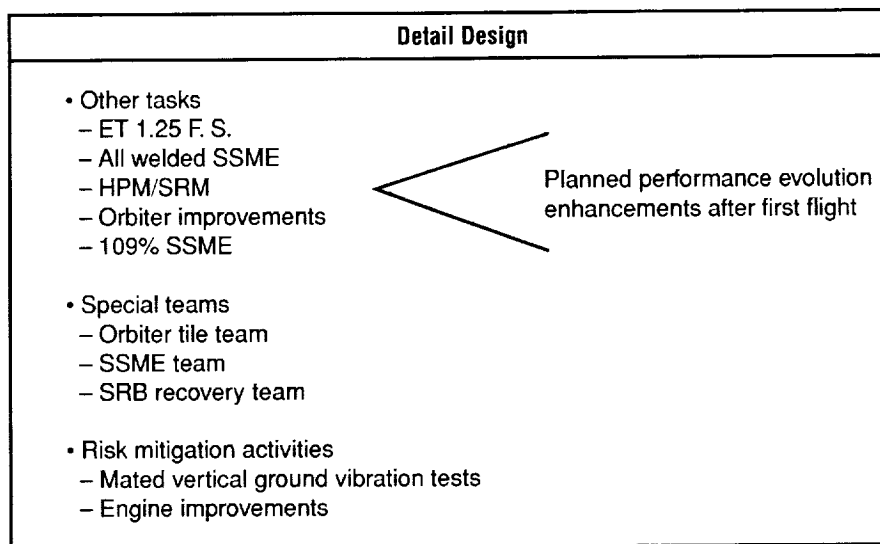 Detail Design
• Other tasks
– ET 1.25 F. S.
– All welded SSME
– HPM/SRM
– Orbiter improvements
– 109% SSME
Planned performance evolution
enhancements after first flight
• Special teams
– Orbiter tile team
– SSME team
– SRB recovery team
• Risk mitigation activities
– Mated vertical ground vibration tests
– Engine improvements